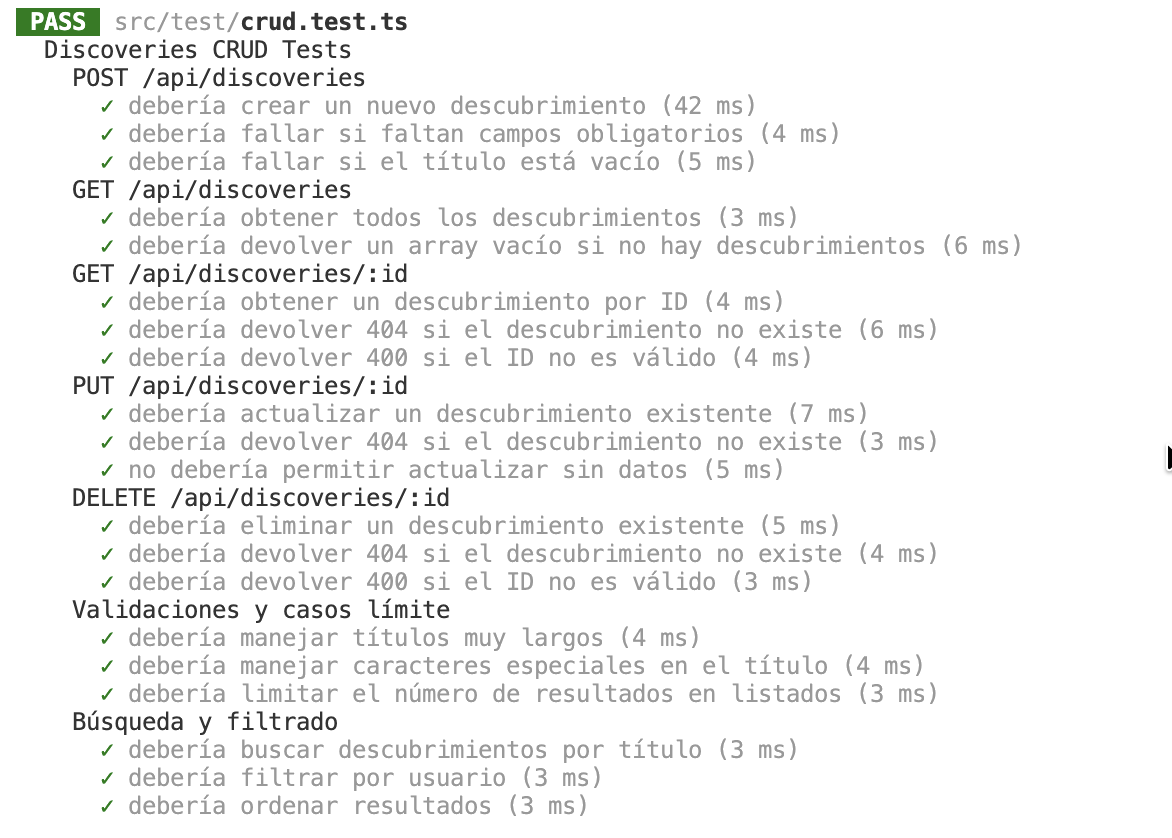 PASS src/test/crud.test.ts
Discoveries CRUD Tests
POST /api/discoveries
✓ debería crear un nuevo descubrimiento (42 ms)
✓ debería fallar si faltan campos obligatorios (4 ms)
✓ debería fallar si el título está vacío (5 ms)
GET /api/discoveries
✓ debería obtener todos los descubrimientos (3 ms)
✓ debería devolver un array vacío si no hay descubrimientos (6 ms)
GET /api/discoveries/:id
✓ debería obtener un descubrimiento por ID (4 ms)
✓ debería devolver 404 si el descubrimiento no existe (6 ms)
✓ debería devolver 400 si el ID no es válido (4 ms)
PUT /api/discoveries/:id
✓ debería actualizar un descubrimiento existente (7 ms)
✓ debería devolver 404 si el descubrimiento no existe (3 ms)
✓ no debería permitir actualizar sin datos (5 ms)
DELETE /api/discoveries/:id
✓ debería eliminar un descubrimiento existente (5 ms)
✓ debería devolver 404 si el descubrimiento no existe (4 ms)
✓ debería devolver 400 si el ID no es válido (3 ms)
Validaciones y casos límite
✓ debería manejar títulos muy largos (4 ms)
✓ debería manejar caracteres especiales en el título (4 ms)
✓ debería limitar el número de resultados en listados (3 ms)
Búsqueda y filtrado
✓ debería buscar descubrimientos por título (3 ms)
✓ debería filtrar por usuario (3 ms)
✓ debería ordenar resultados (3 ms)